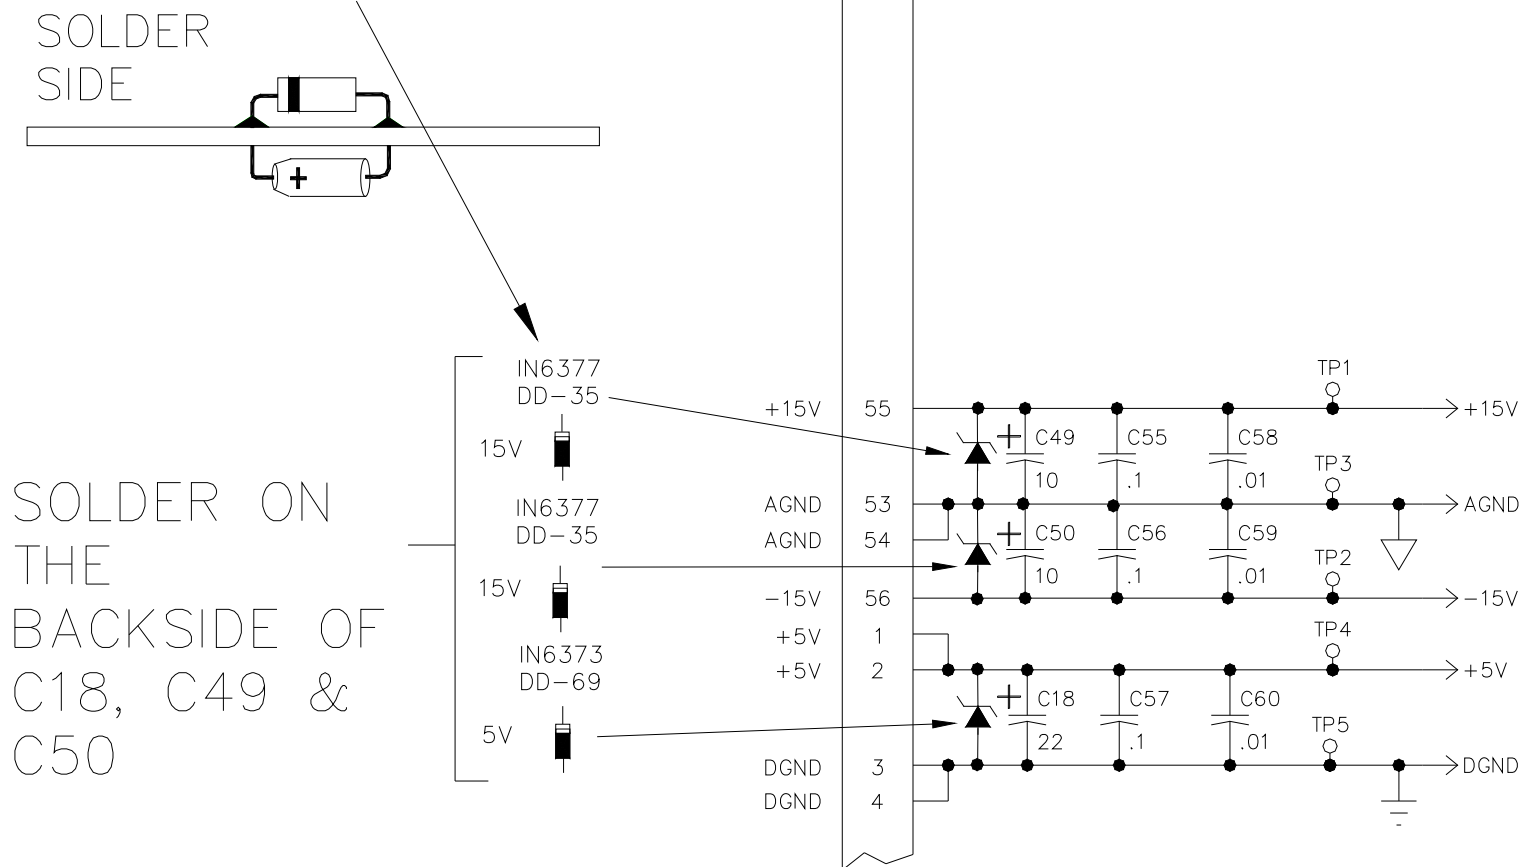 SOLDER
SIDE
IN6377
DD-35
15V
IN6377
DD-35
15V
IN6373
DD-69
5V
SOLDER ON
THE
BACKSIDE OF
C18, C49 &
C50
+15V 55
AGND 53
AGND 54
-15V 56
+5V 1
+5V 2
DGND 3
DGND 4
TP1
+15V
+ C49 C55 C58
10 .1 .01
TP3
AGND
+ C50 C56 C59
10 .1 .01
TP2
-15V
TP4
+5V
+ C18 C57 C60
22 .1 .01
TP5
DGND
+